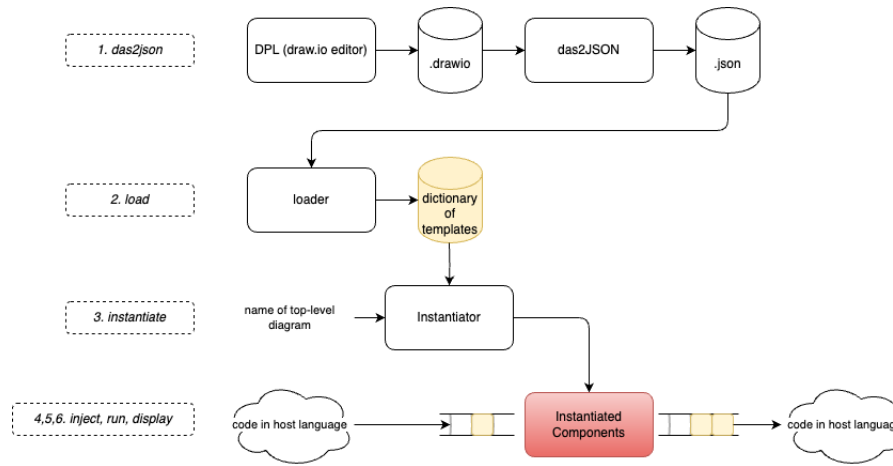 1. das2json
DPL (draw.io editor)
.drawio
das2JSON
.json
2. load
loader
dictionary
of
templates
3. instantiate
name of top-level
diagram
Instantiator
4,5,6. inject, run, display
code in host language
Instantiated
Components
code in host language